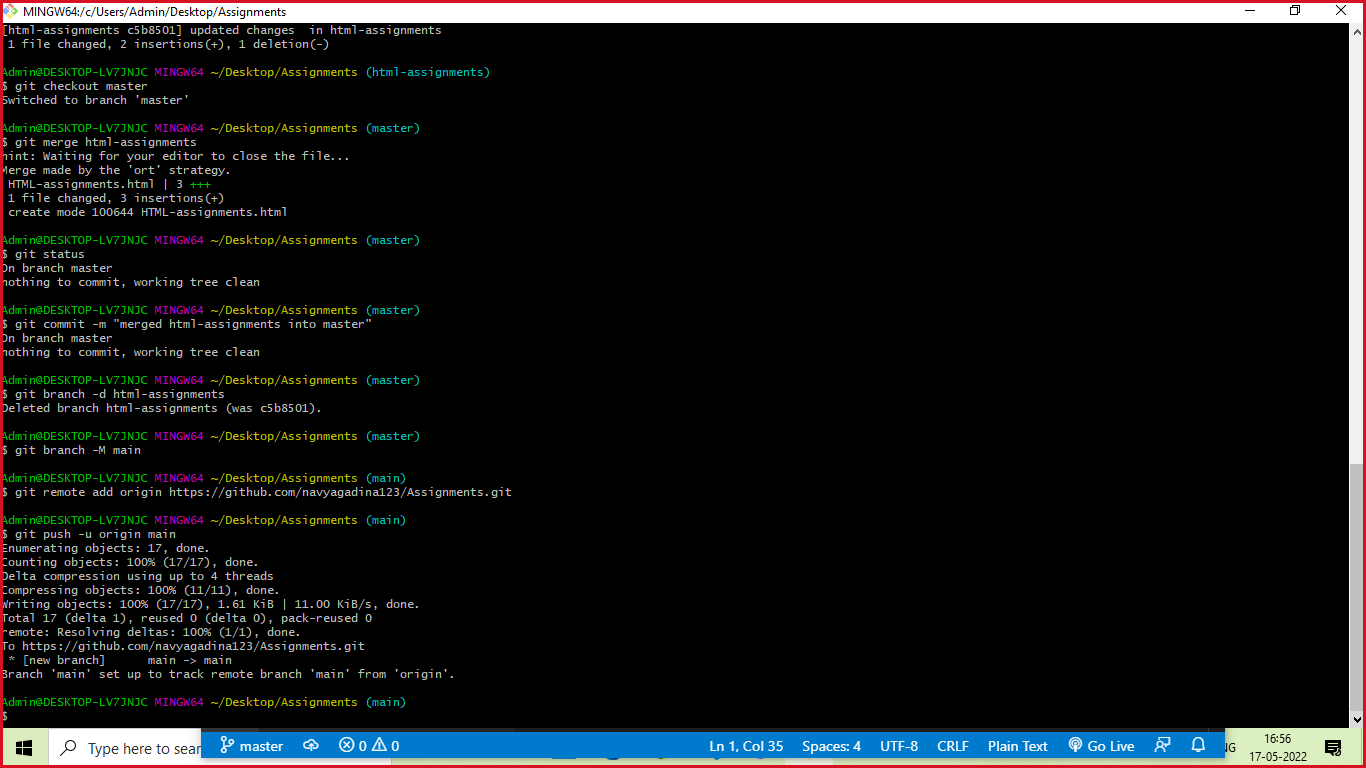 MINGW64:/c/Users/Admin/Desktop/Assignments
[html-assignments c5b8501] updated changes  in html-assignments
 1 file changed, 2 insertions(+), 1 deletion(-)
Admin@DESKTOP-LV7JNJC MINGW64 ~/Desktop/Assignments (html-assignments)
$ git checkout master
Switched to branch 'master'
Admin@DESKTOP-LV7JNJC MINGW64 ~/Desktop/Assignments (master)
$ git merge html-assignments
hint: Waiting for your editor to close the file...
Merge made by the 'ort' strategy.
 HTML-assignments.html | 3 +++
 1 file changed, 3 insertions(+)
 create mode 100644 HTML-assignments.html
Admin@DESKTOP-LV7JNJC MINGW64 ~/Desktop/Assignments (master)
$ git status
On branch master
nothing to commit, working tree clean
Admin@DESKTOP-LV7JNJC MINGW64 ~/Desktop/Assignments (master)
$ git commit -m "merged html-assignments into master"
On branch master
nothing to commit, working tree clean
Admin@DESKTOP-LV7JNJC MINGW64 ~/Desktop/Assignments (master)
$ git branch -d html-assignments
Deleted branch html-assignments (was c5b8501).
Admin@DESKTOP-LV7JNJC MINGW64 ~/Desktop/Assignments (master)
$ git branch -M main
Admin@DESKTOP-LV7JNJC MINGW64 ~/Desktop/Assignments (main)
$ git remote add origin https://github.com/navyagadina123/Assignments.git
Admin@DESKTOP-LV7JNJC MINGW64 ~/Desktop/Assignments (main)
$ git push -u origin main
Enumerating objects: 17, done.
Counting objects: 100% (17/17), done.
Delta compression using up to 4 threads
Compressing objects: 100% (11/11), done.
Writing objects: 100% (17/17), 1.61 KiB | 11.00 KiB/s, done.
Total 17 (delta 1), reused 0 (delta 0), pack-reused 0
remote: Resolving deltas: 100% (1/1), done.
To https://github.com/navyagadina123/Assignments.git
 * [new branch]      main -> main
Branch 'main' set up to track remote branch 'main' from 'origin'.
Admin@DESKTOP-LV7JNJC MINGW64 ~/Desktop/Assignments (main)
$
Type here to sear master 0 0 Ln 1, Col 35 Spaces: 4 UTF-8 CRLF Plain Text Go Live NG 16:56
17-05-2022